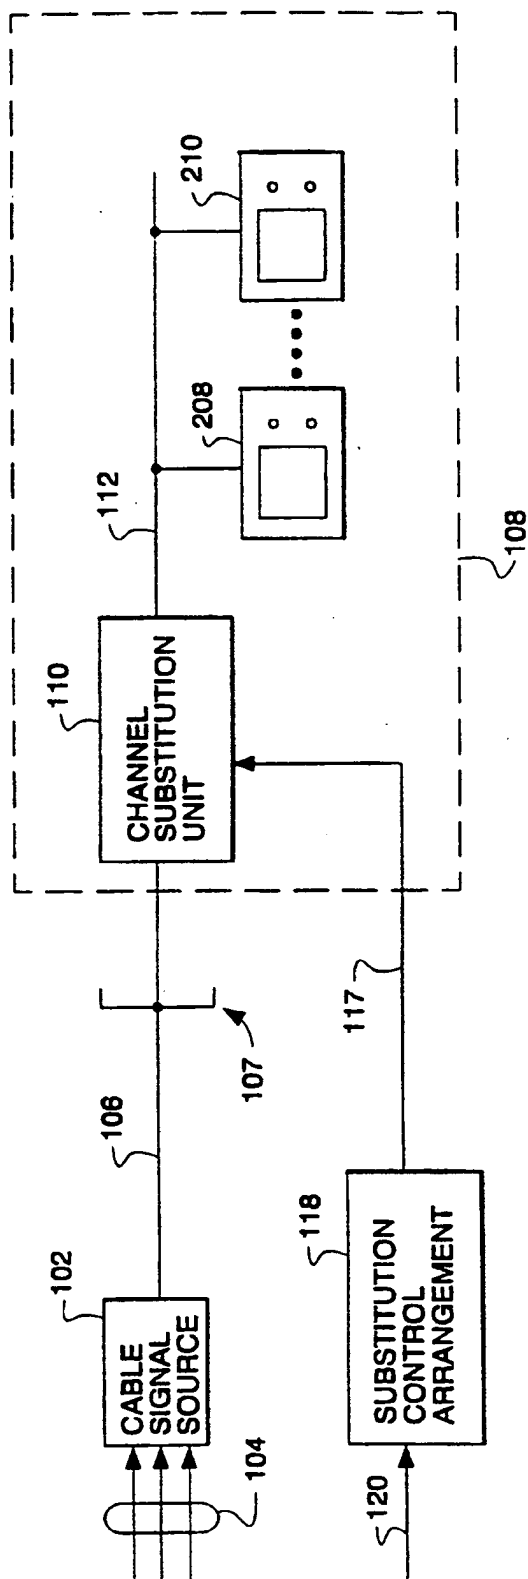 104
102
CABLE
SIGNAL
SOURCE
106
107
110
CHANNEL
SUBSTITUTION
UNIT
112
208
210
108
120
118
SUBSTITUTION
CONTROL
ARRANGEMENT
117